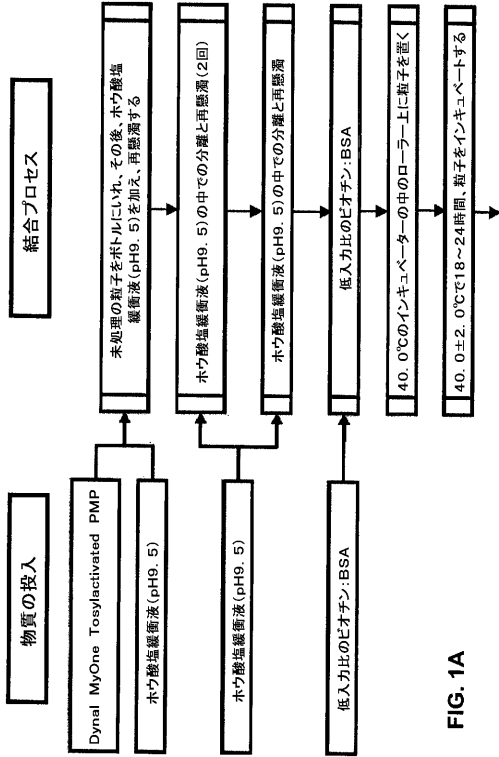 物質の投入
結合プロセス
Dynal MyOne Tosylactivated PMP
ホウ酸塩緩衝液(pH9. 5)
未処理の粒子をボトルにいれ、その後、ホウ酸塩
緩衝液(pH9. 5)を加え、再懸濁する
ホウ酸塩緩衝液(pH9. 5)
ホウ酸塩緩衝液(pH9. 5)の中での分離と再懸濁(2回)
ホウ酸塩緩衝液(pH9. 5)の中での分離と再懸濁
低入力比のビオチン:BSA
低入力比のビオチン:BSA
40. 0℃のインキュベーターの中のローラー上に粒子を置く
40. 0±2. 0℃で18~24時間、粒子をインキュベートする
FIG. 1A